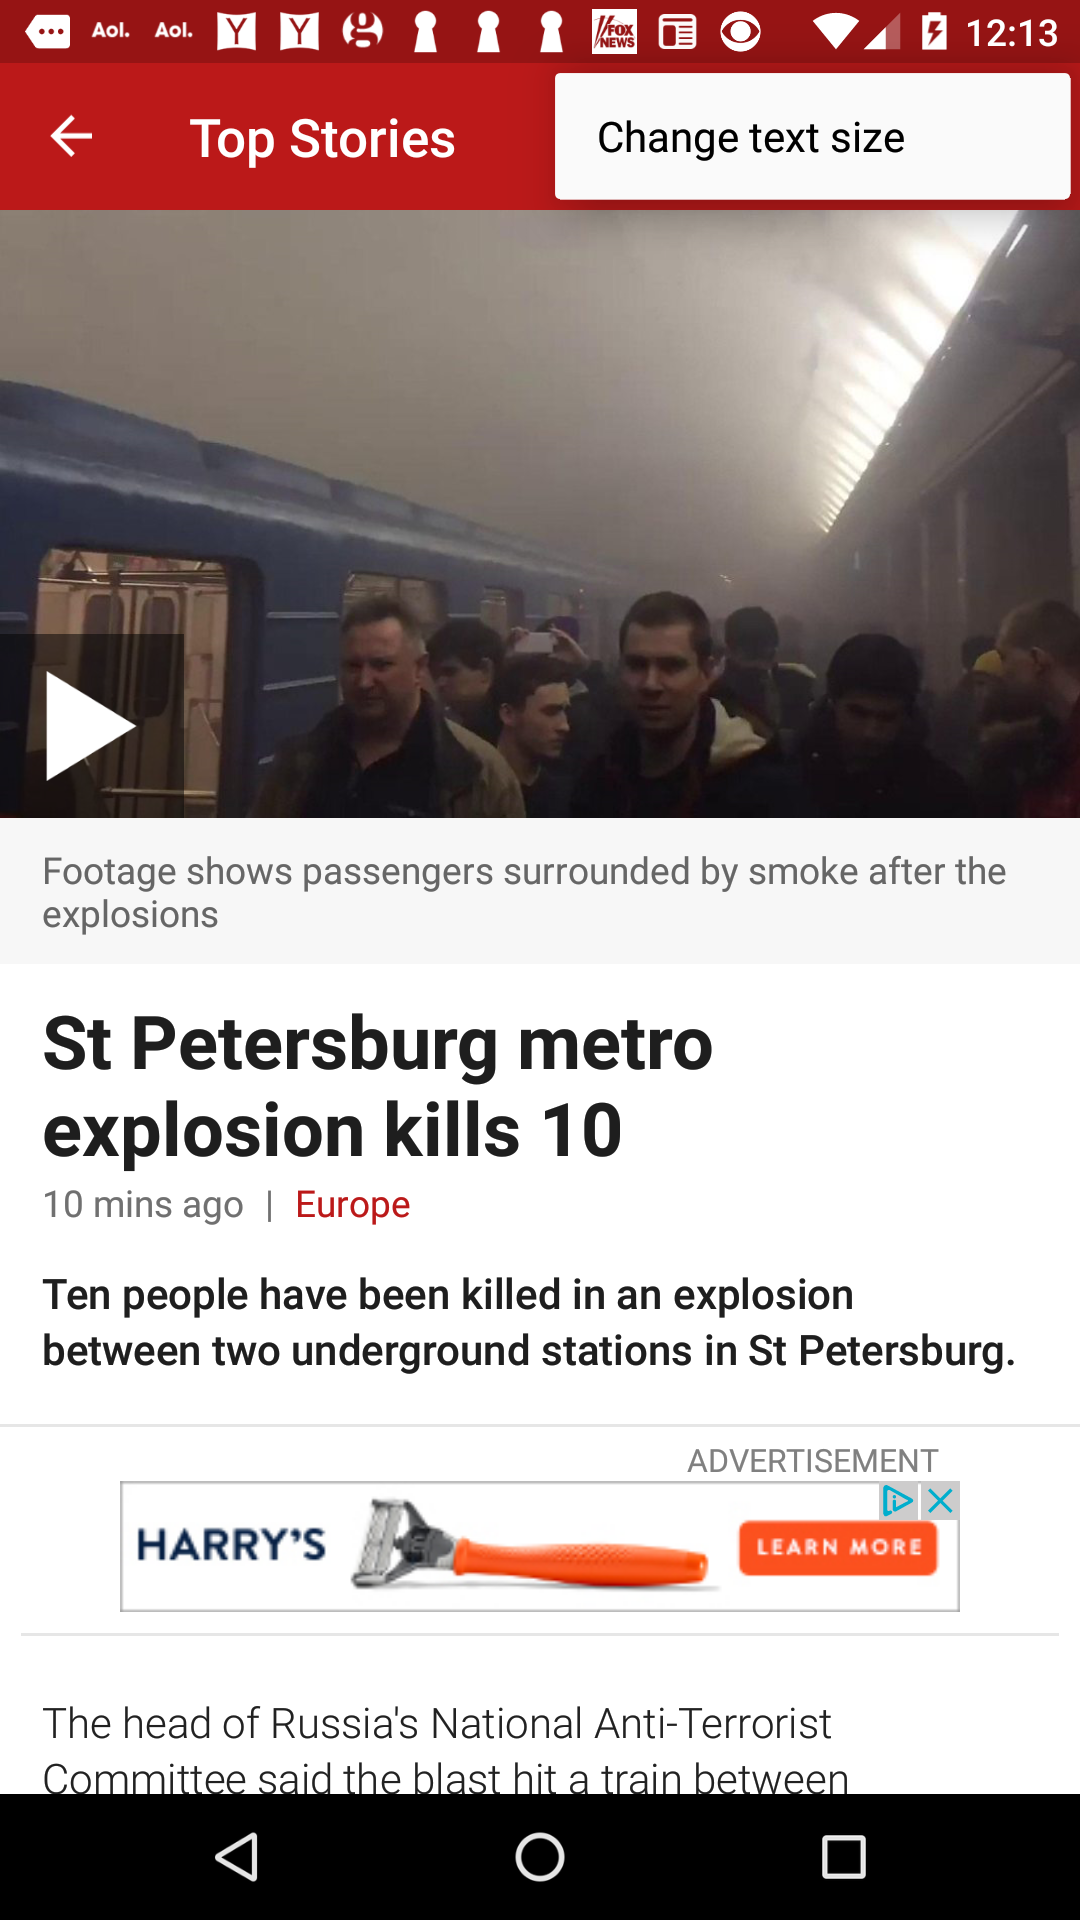 Aol. Aol. Y Y FOX NEWS 12:13
Top Stories
Change text size
Footage shows passengers surrounded by smoke after the
explosions
St Petersburg metro
explosion kills 10
10 mins ago | Europe
Ten people have been killed in an explosion
between two underground stations in St Petersburg.
ADVERTISEMENT
HARRY'S
LEARN MORE
The head of Russia's National Anti-Terrorist
Committee said the blast hit a train between